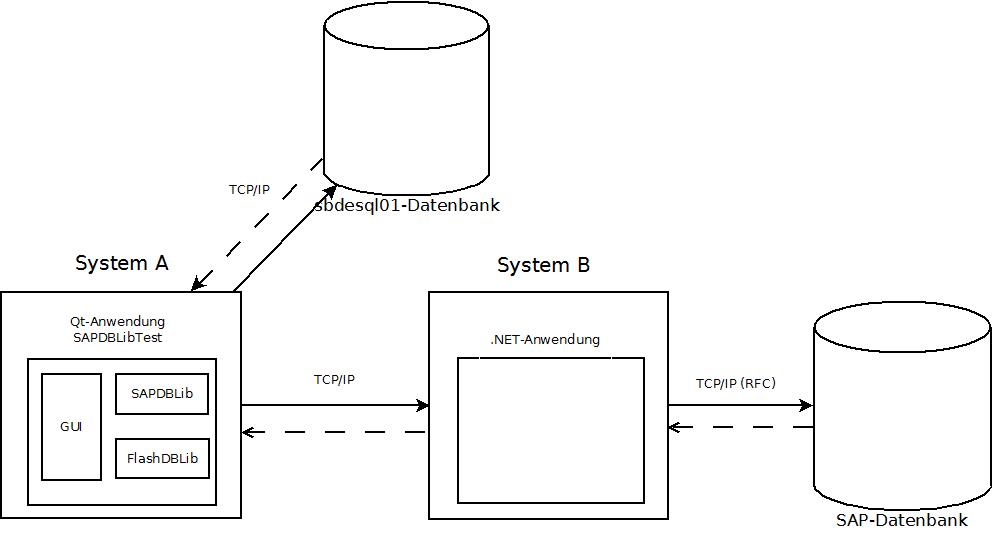 TCP/IP
sbdesql01-Datenbank
System A
System B
Qt-Anwendung
SAPDBLibTest
.NET-Anwendung
TCP/IP
TCP/IP (RFC)
SAPDBLib
GUI
FlashDBLib
SAP-Datenbank